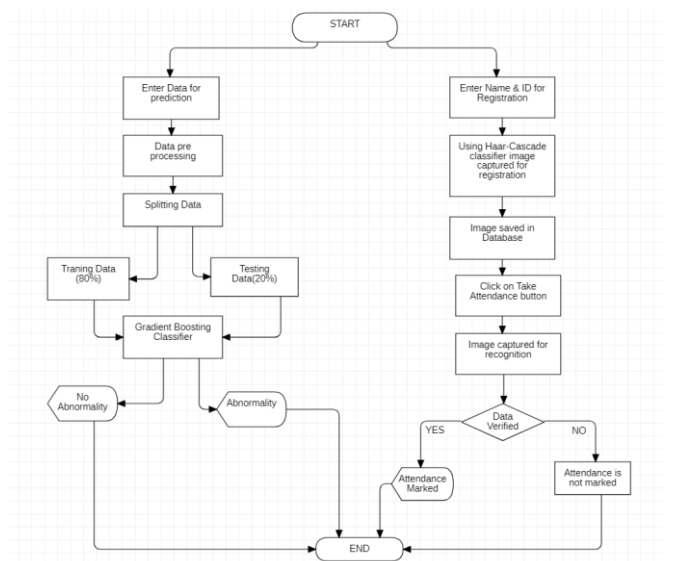 START
Enter Data for
prediction
Data pre
processing
Splitting Data
Traning Data
(80%)
Testing
Data(20%)
Gradient Boosting
Classifier
No
Abnormality
Abnormality
Enter Name & ID for
Registration
Using Haar-Cascade
classifier image
captured for
registration
Image saved in
Database
Click on Take
Attendance button
Image captured for
recognition
Data
Verified
YES
NO
Attendance
Marked
Attendance is
not marked
END